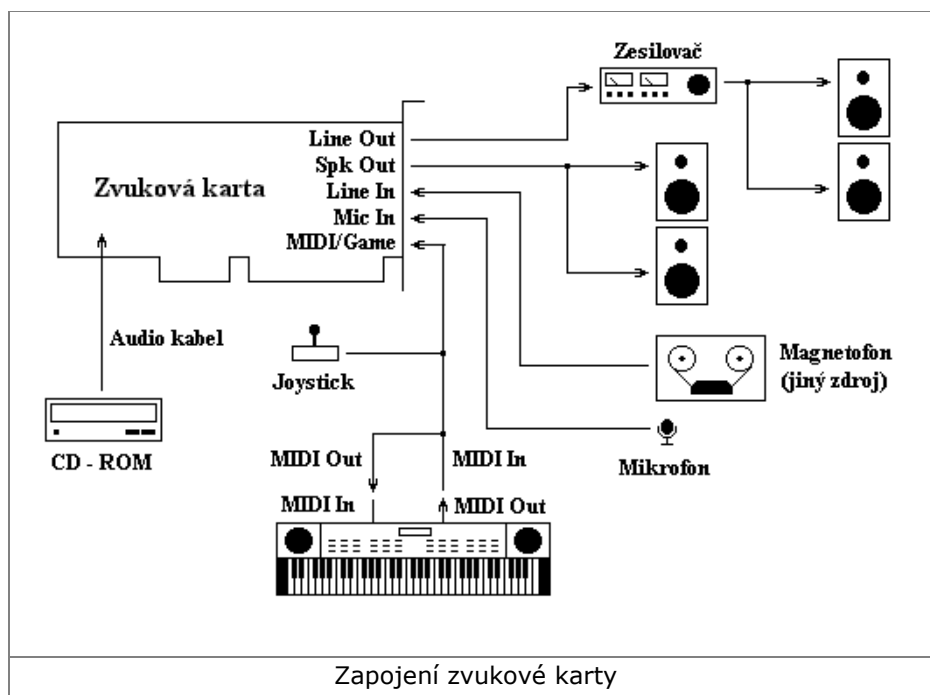 Zesilovač
Line Out
Spk Out
Line In
Mic In
MIDI/Game
Zvuková karta
Audio kabel
Joystick
Magnetofon
(jiný zdroj)
CD - ROM
MIDI Out
MIDI In
Mikrofon
MIDI In
MIDI Out
Zapojení zvukové karty